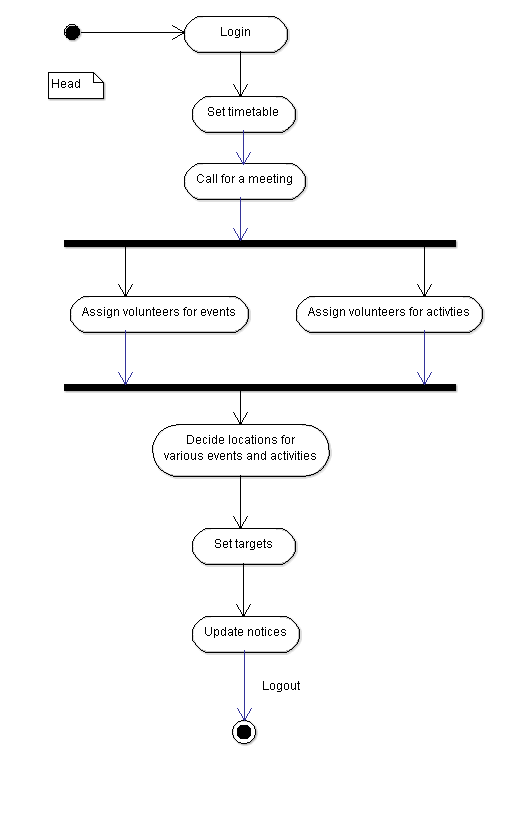 Login
Head
Set timetable
Call for a meeting
Assign volunteers for events
Assign volunteers for activties
Decide locations for
various events and activities
Set targets
Update notices
Logout